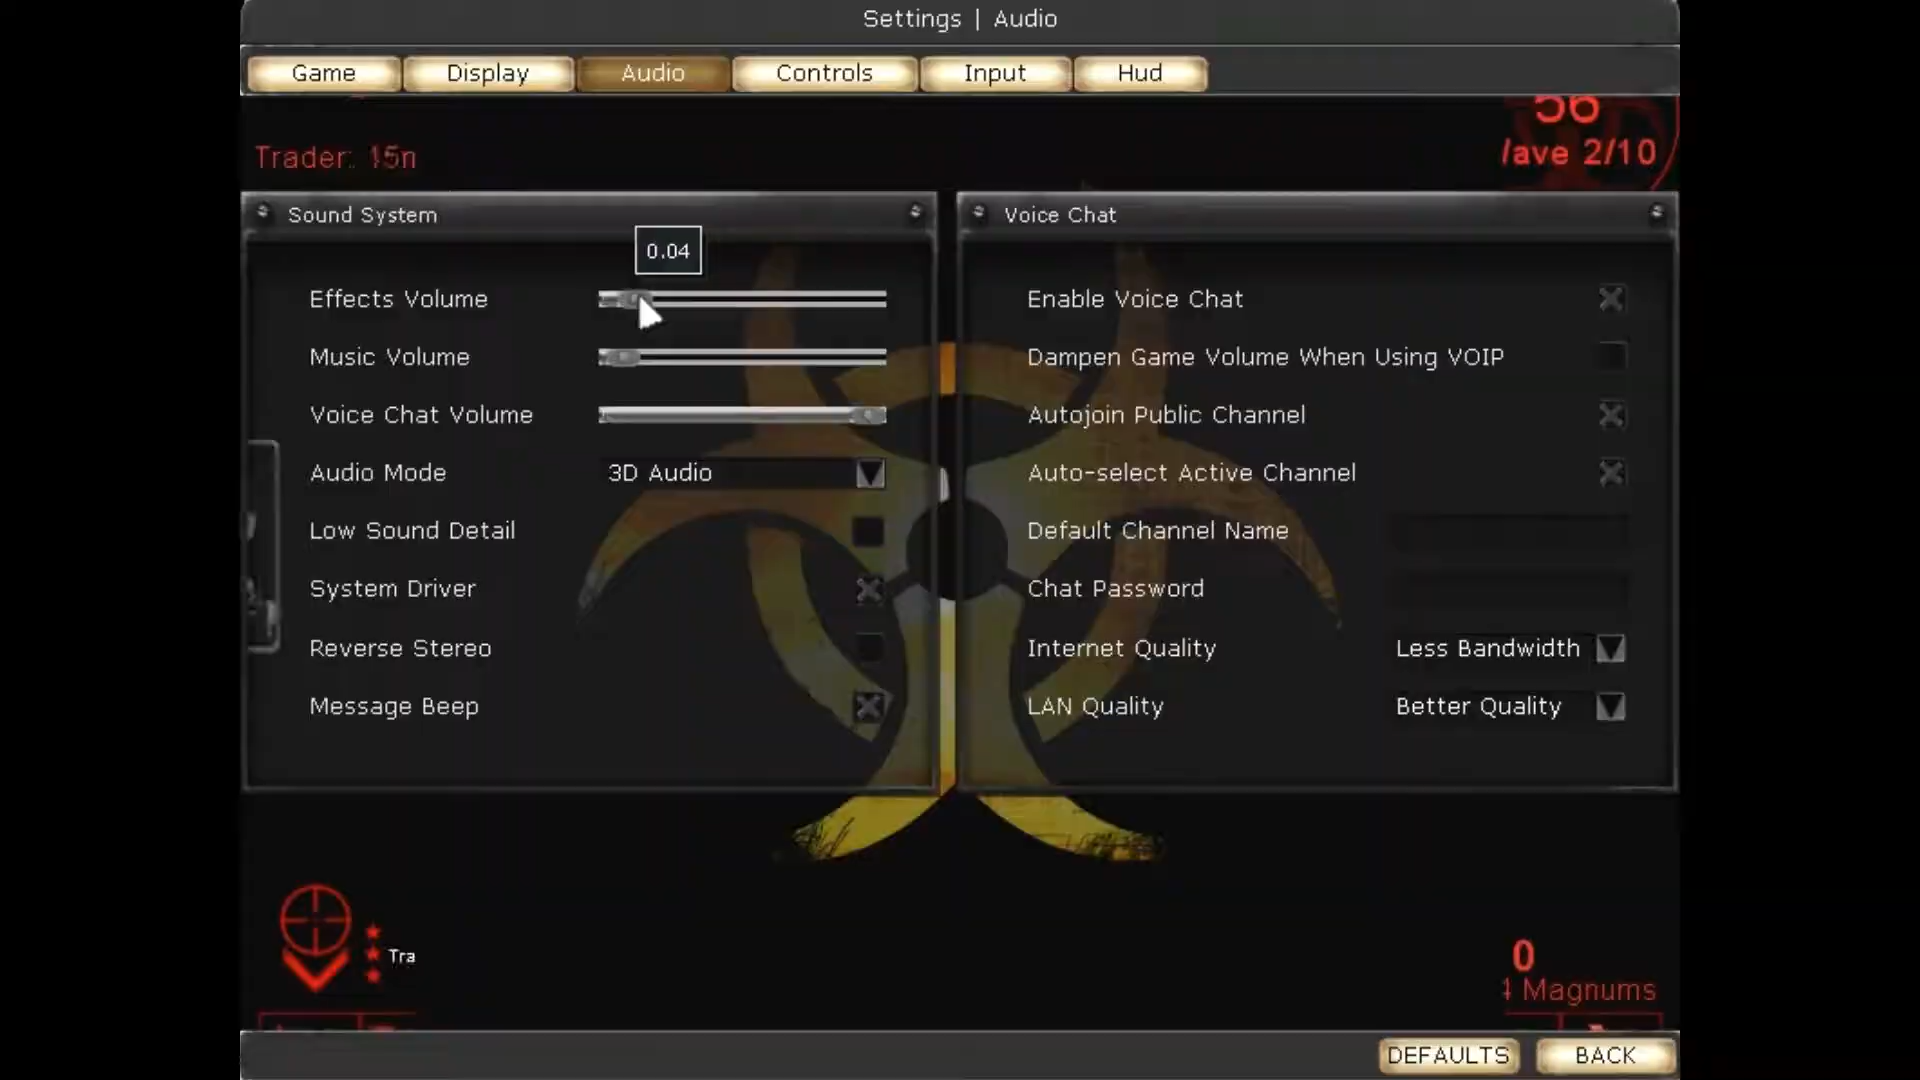 Settings | Audio
Game Display Audio Controls Input Hud
56
Trader: 15m
/ave 2/10
Sound System
Voice Chat
0.04
Effects Volume
Enable Voice Chat
Music Volume
Dampen Game Volume When Using VOIP
Voice Chat Volume
Autojoin Public Channel
Audio Mode 3D Audio
Auto-select Active Channel
Low Sound Detail
Default Channel Name
System Driver
Chat Password
Reverse Stereo
Internet Quality Less Bandwidth
Message Beep
LAN Quality Better Quality
Tra
0
Magnums
DEFAULTS BACK